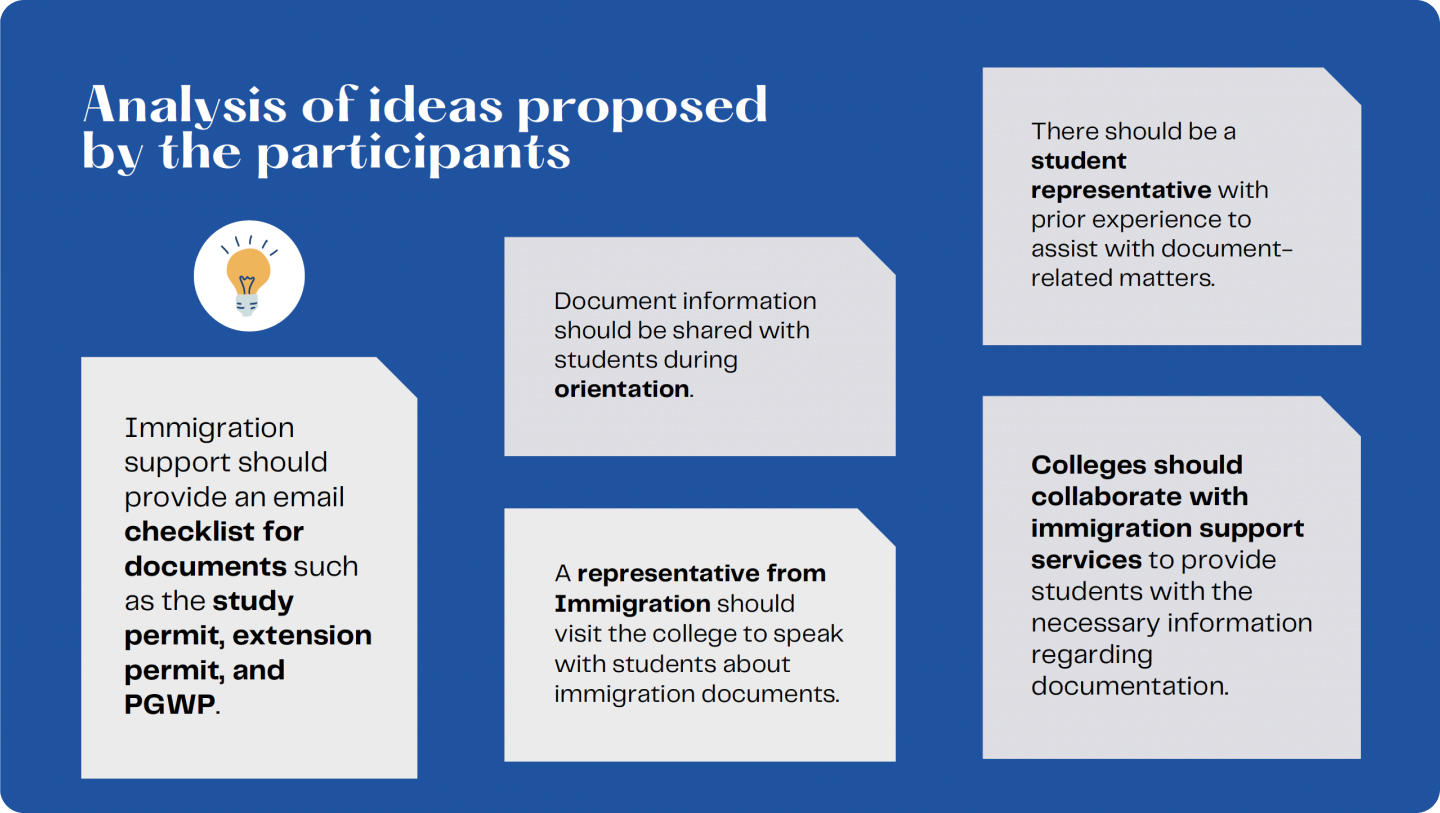 Analysis of ideas proposed
by the participants
Immigration
support should
provide an email
checklist for
documents such
as the study
permit, extension
permit, and
PGWP.
Document information
should be shared with
students during
orientation.
A representative from
Immigration should
visit the college to speak
with students about
immigration documents.
There should be a
student
representative with
prior experience to
assist with document-
related matters.
Colleges should
collaborate with
immigration support
services to provide
students with the
necessary information
regarding
documentation.